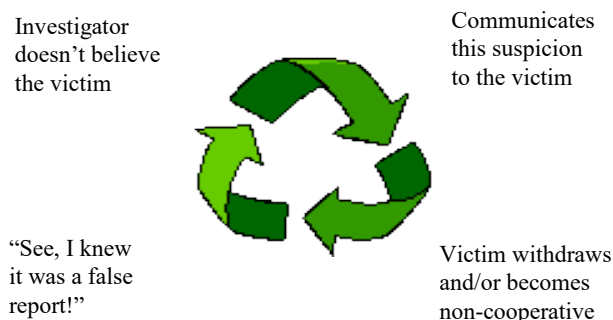 Investigator
doesn’t believe
the victim
Communicates
this suspicion
to the victim
Victim withdraws
and/or becomes
non-cooperative
“See, I knew
it was a false
report!”